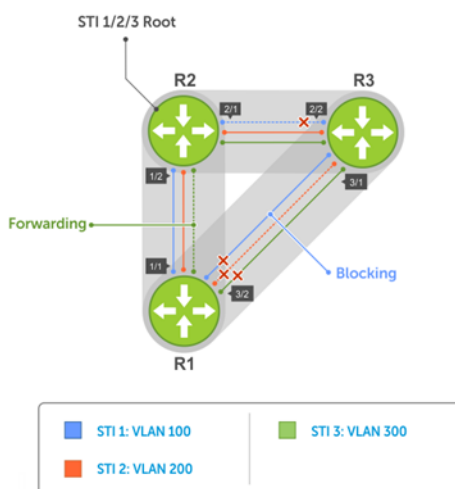 STI 1/2/3 Root
R2
R3
2/1
2/2
1/2
3/1
Forwarding
1/1
Blocking
3/2
R1
STI 1: VLAN 100
STI 3: VLAN 300
STI 2: VLAN 200